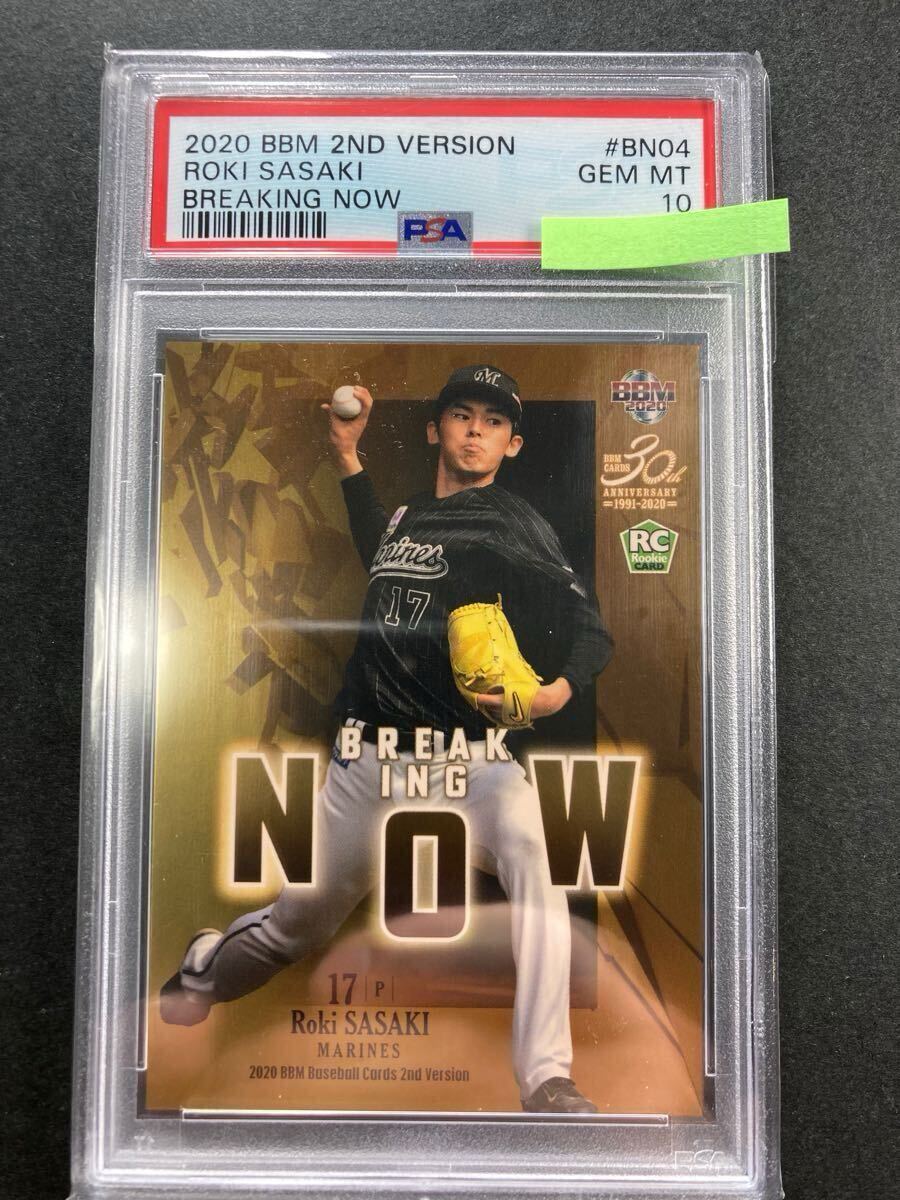 2020 BBM 2ND VERSION #BN04
ROKI SASAKI GEM MT
BREAKING NOW 10
PSA
M
BBM
2020
BBM
CARDS 30th
ANNIVERSARY
1991-2020
RC
Rookie
CARD
Marines
17
BREAK
ING
NOW
17 P
Roki SASAKI
MARINES
2020 BBM Baseball Cards 2nd Version
PSA